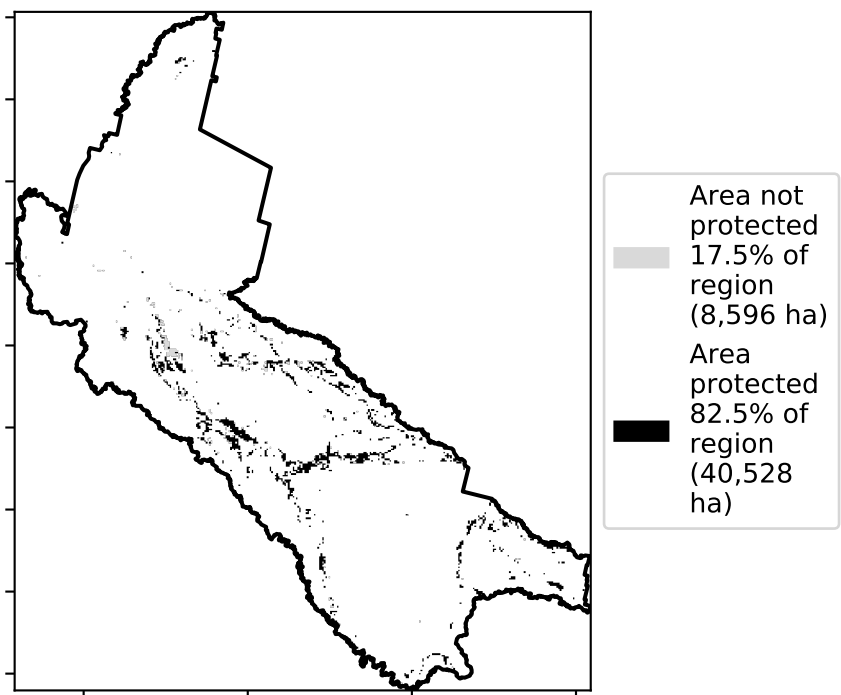 Area not
protected
17.5% of
region
(8,596 ha)
Area
protected
82.5% of
region
(40,528
ha)